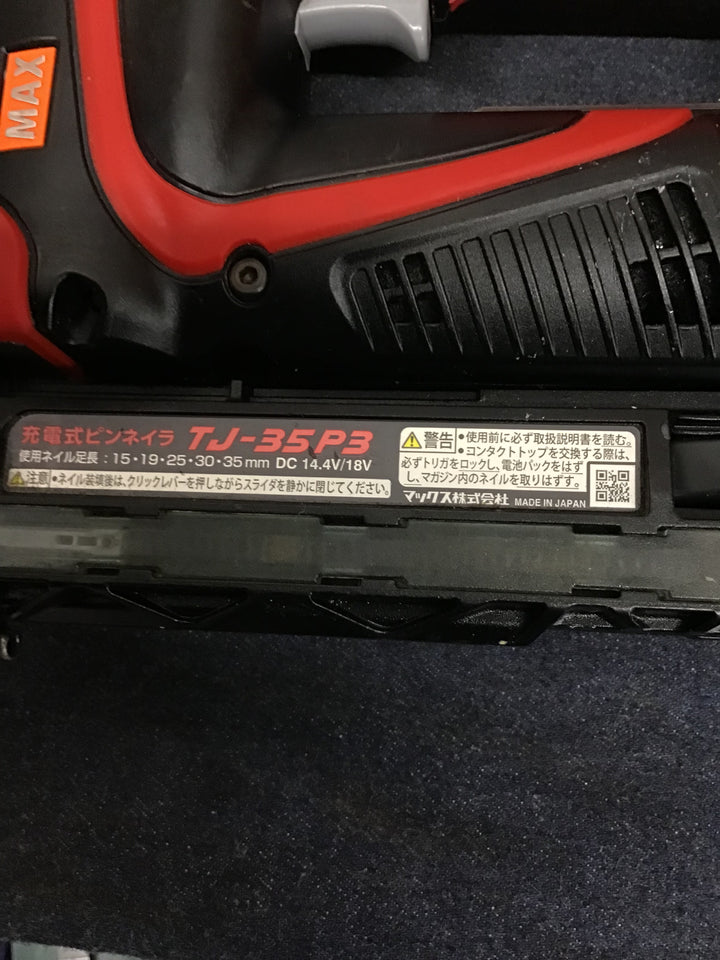 MAX
充電式ピンネイラ TJ-35P3
使用ネイル足長：15・19・25・30・35mm DC 14.4V/18V
注意 •ネイル装填後は、クリックレバーを押しながらスライダを静かに閉じてください。
警告 •使用前に必ず取扱説明書を読む。
•コンタクトトップを交換する際は、
必ずトリガをロックし、電池パックをはず
し、マガジン内のネイルを取りはずす。
マックス株式会社 MADE IN JAPAN